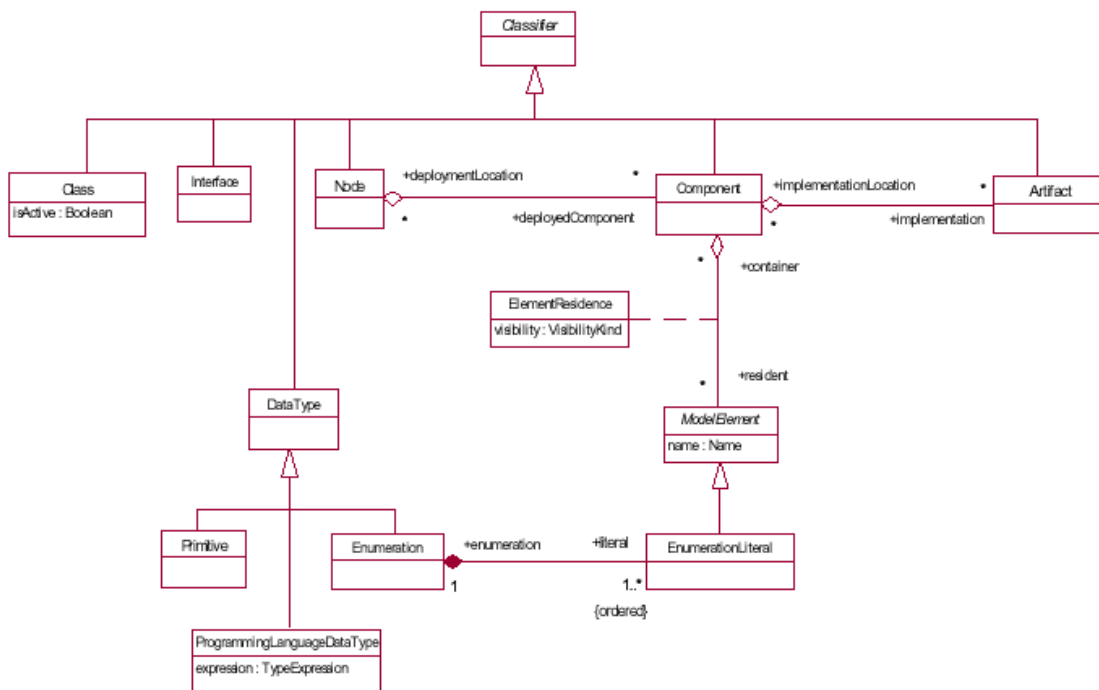 Classifier
Class
isActive : Boolean
Interface
Node
+deploymentLocation
*
*
+deployedComponent
Component
+implementationLocation
*
*
+implementation
Artifact
*
+container
ElementResidence
visibility : VisibilityKind
*
+resident
DataType
ModelElement
name : Name
Primitive
Enumeration
+enumeration
1
+literal
1..*
{ordered}
EnumerationLiteral
ProgrammingLanguageDataType
expression : TypeExpression